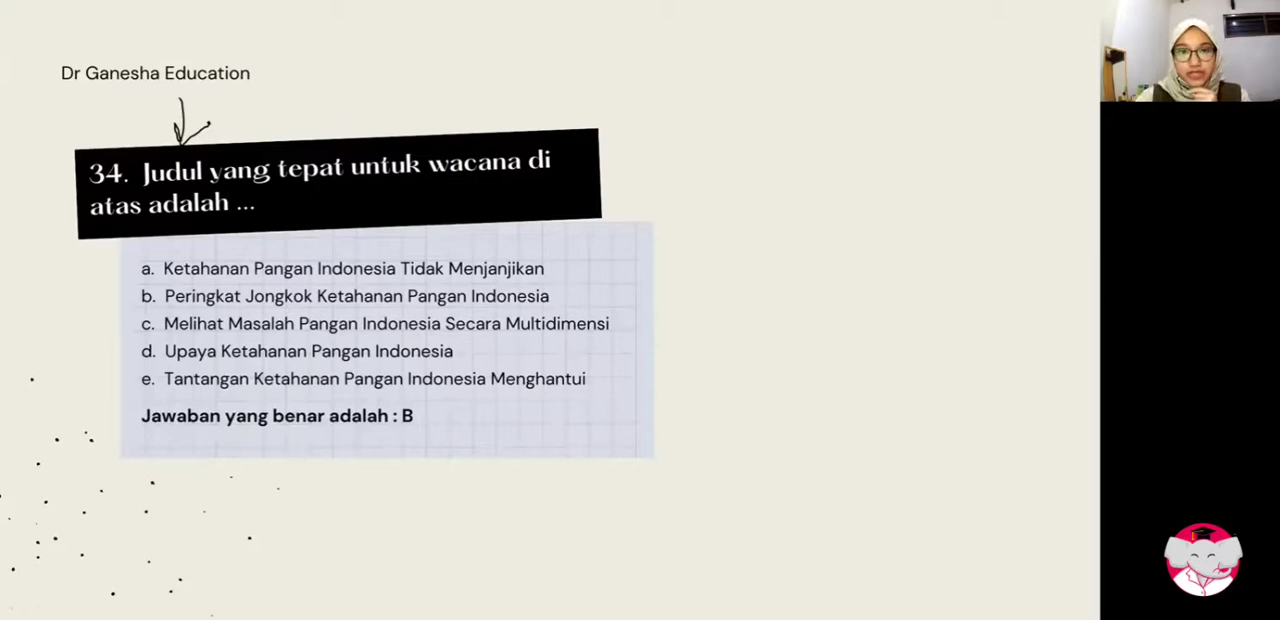 Dr Ganesha Education
34. Judul yang tepat untuk wacana di
atas adalah ...
a. Ketahanan Pangan Indonesia Tidak Menjanjikan
b. Peringkat Jongkok Ketahanan Pangan Indonesia
c. Melihat Masalah Pangan Indonesia Secara Multidimensi
d. Upaya Ketahanan Pangan Indonesia
e. Tantangan Ketahanan Pangan Indonesia Menghantui
Jawaban yang benar adalah : B